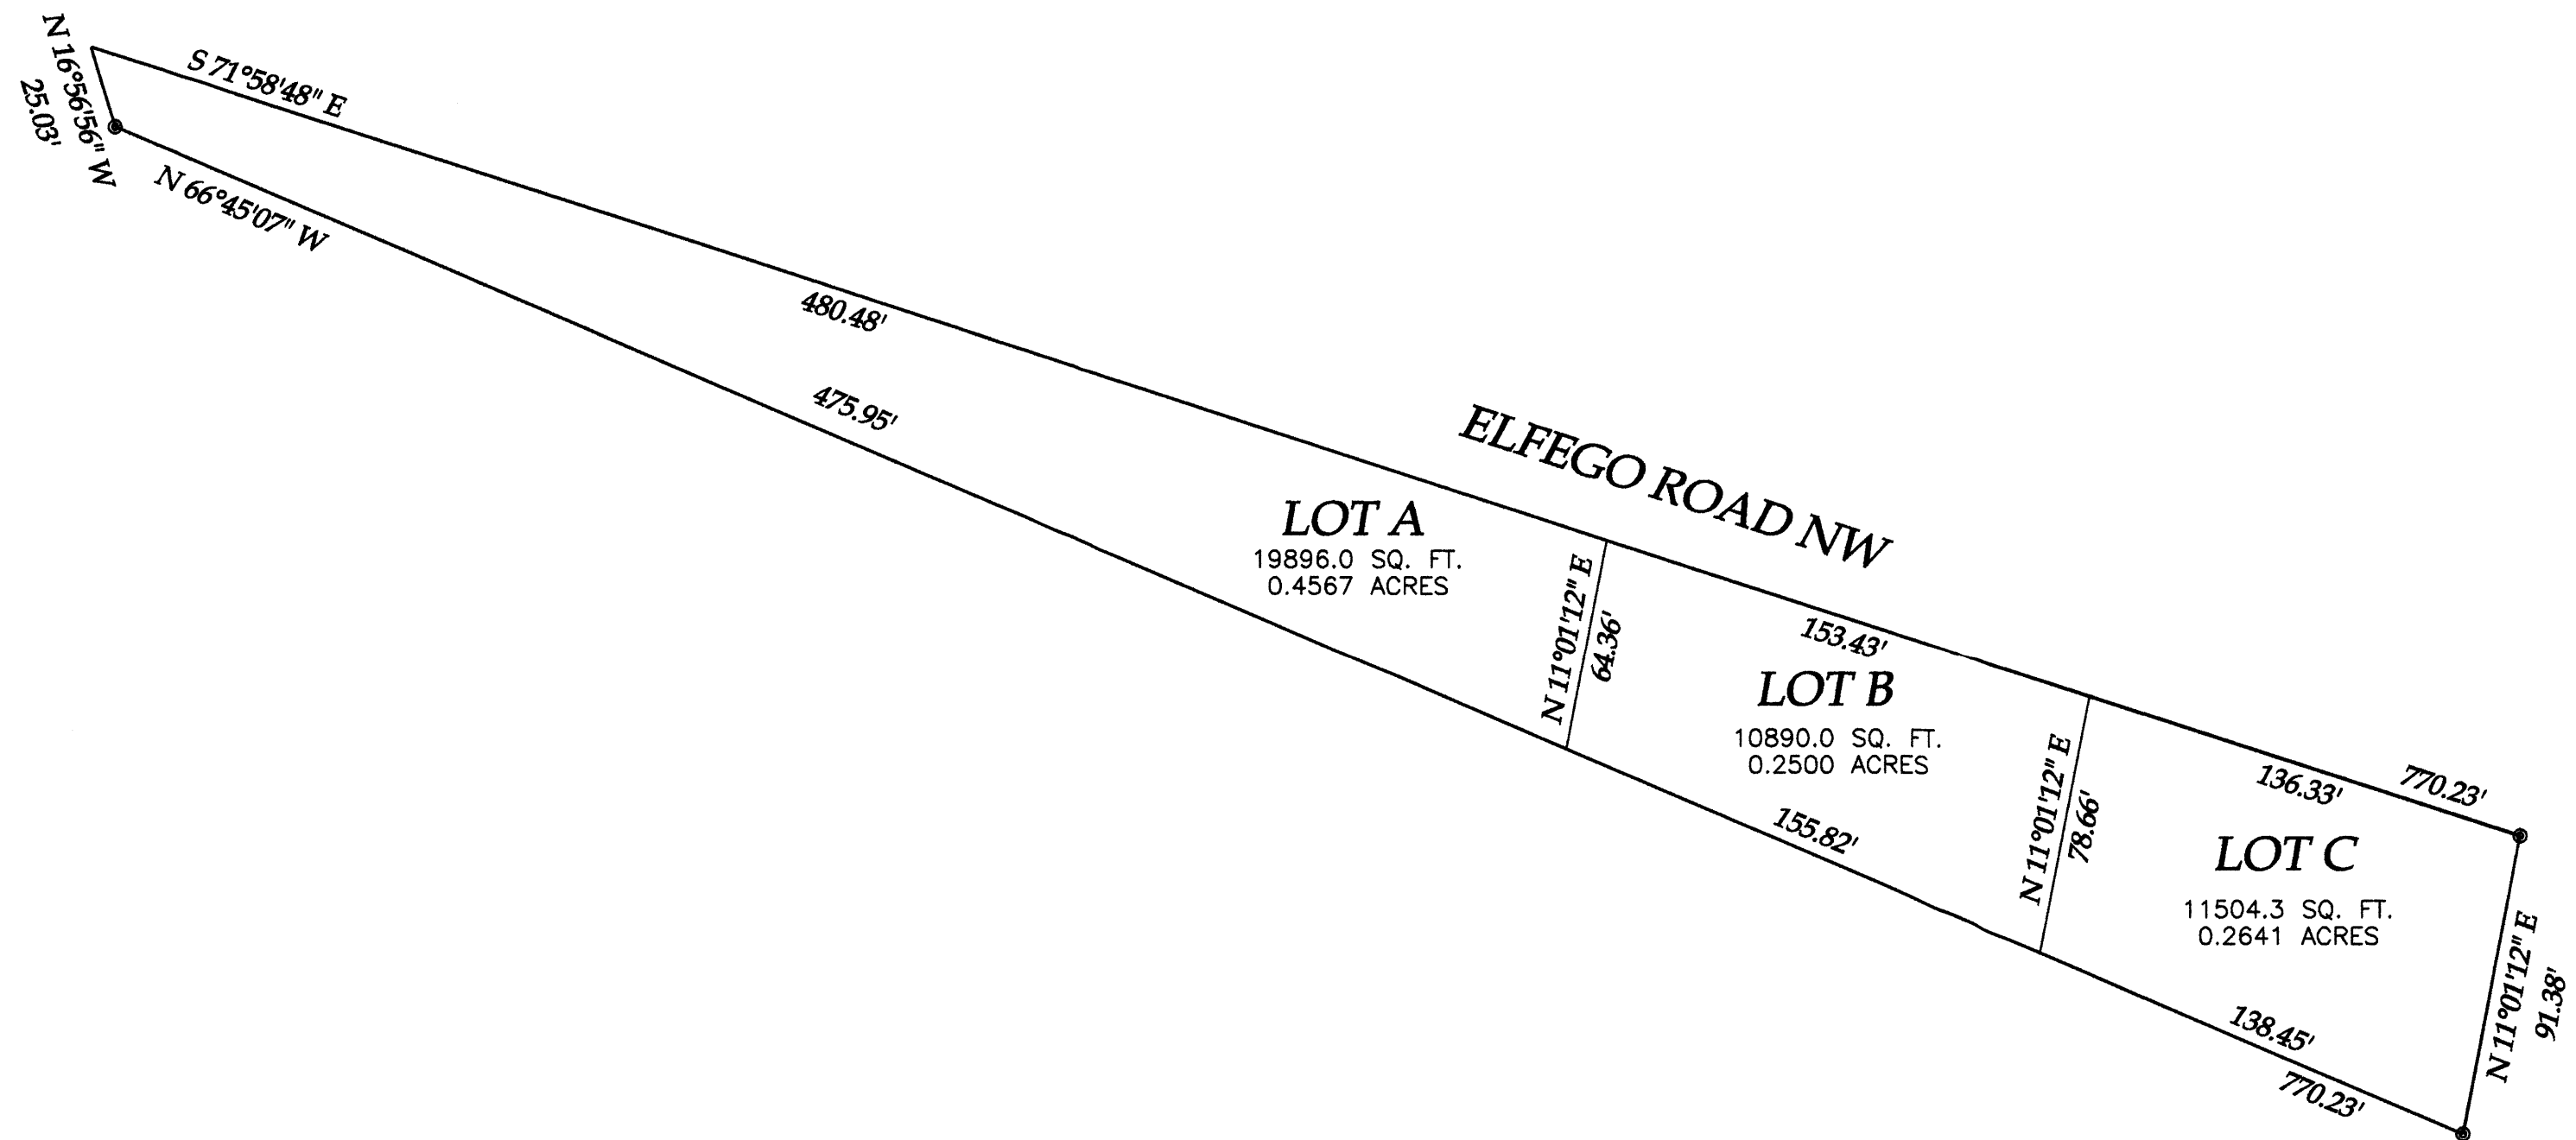 N 16°56'56" W
25.03'
S 71°58'48" E
N 66°45'07" W
480.48'
475.95'
ELFEGO ROAD NW
LOT A
19896.0 SQ. FT.
0.4567 ACRES
N 11°01'12" E
64.36'
153.43'
LOT B
10890.0 SQ. FT.
0.2500 ACRES
155.82'
N 11°01'12" E
78.66'
136.33'
770.23'
LOT C
11504.3 SQ. FT.
0.2641 ACRES
N 11°01'12" E
91.38'
138.45'
770.23'